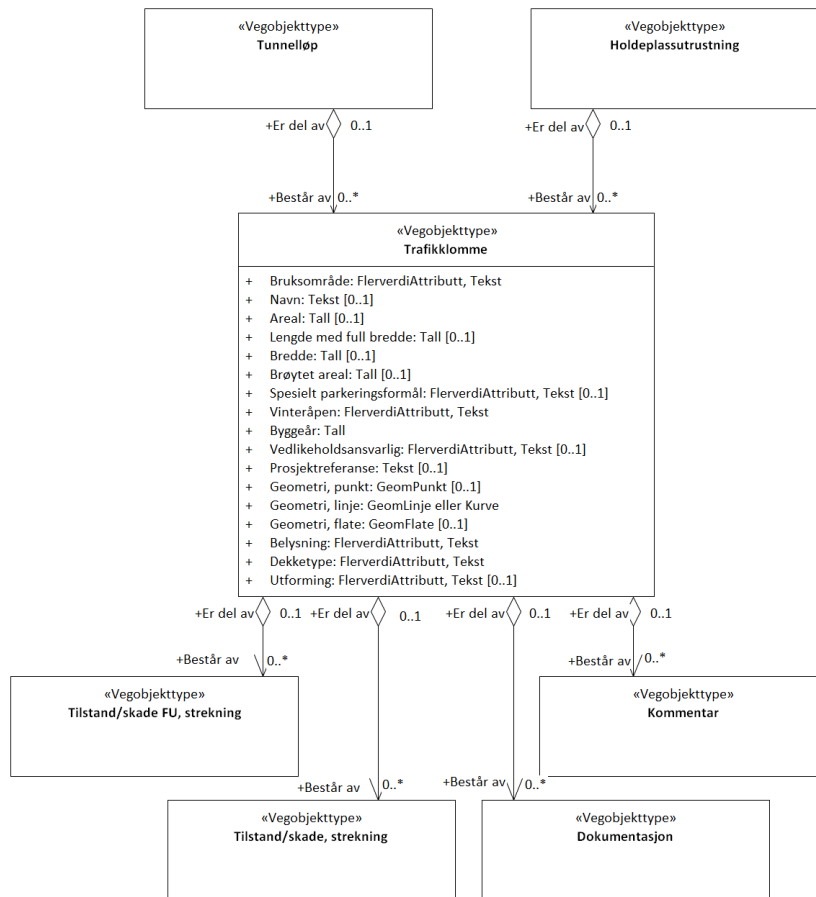 «Vegobjekttype»
Tunnelløp
«Vegobjekttype»
Holdeplassutrustning
+Er del av 0..1
+Er del av 0..1
+Består av 0..*
+Består av 0..*
«Vegobjekttype»
Trafikklomme
+ Bruksområde: FlerverdiAttributt, Tekst
+ Navn: Tekst [0..1]
+ Areal: Tall [0..1]
+ Lengde med full bredde: Tall [0..1]
+ Bredde: Tall [0..1]
+ Brøytet areal: Tall [0..1]
+ Spesielt parkeringsformål: FlerverdiAttributt, Tekst [0..1]
+ Vinteråpen: FlerverdiAttributt, Tekst
+ Byggeår: Tall
+ Vedlikeholdsansvarlig: FlerverdiAttributt, Tekst [0..1]
+ Prosjektreferanse: Tekst [0..1]
+ Geometri, punkt: GeomPunkt [0..1]
+ Geometri, linje: GeomLinje eller Kurve
+ Geometri, flate: GeomFlate [0..1]
+ Belysning: FlerverdiAttributt, Tekst
+ Dekketype: FlerverdiAttributt, Tekst
+ Utforming: FlerverdiAttributt, Tekst [0..1]
+Er del av 0..1
+Er del av 0..1
+Er del av 0..1
+Er del av 0..1
+Består av 0..*
+Består av 0..*
«Vegobjekttype»
Tilstand/skade FU, strekning
«Vegobjekttype»
Kommentar
+Består av 0..*
+Består av 0..*
«Vegobjekttype»
Tilstand/skade, strekning
«Vegobjekttype»
Dokumentasjon